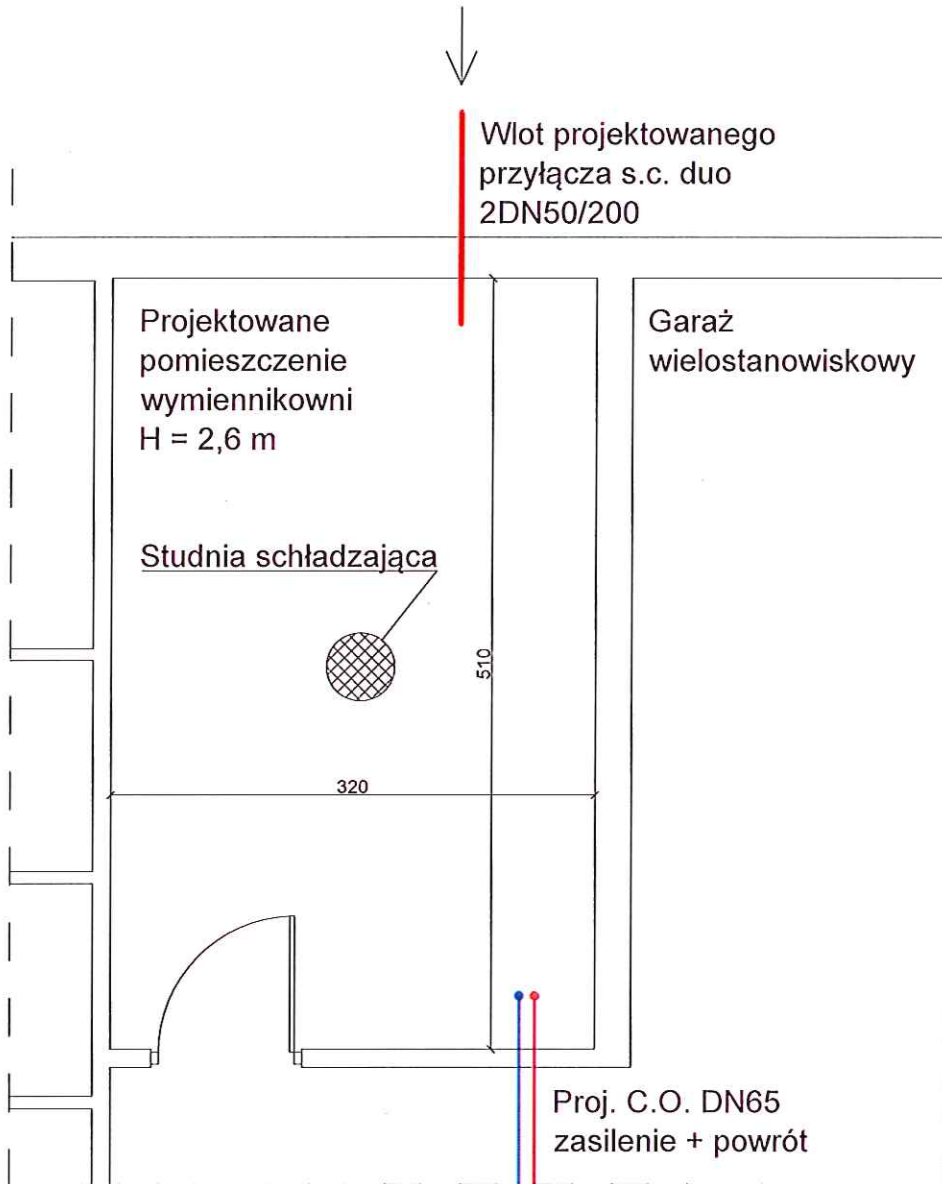 Wlot projektowanego
przyłącza s.c. duo
2DN50/200
Projektowane
pomieszczenie
wymiennikowni
H = 2,6 m
Garaż
wielostanowiskowy
Studnia schładzająca
510
320
Proj. C.O. DN65
zasilenie + powrót